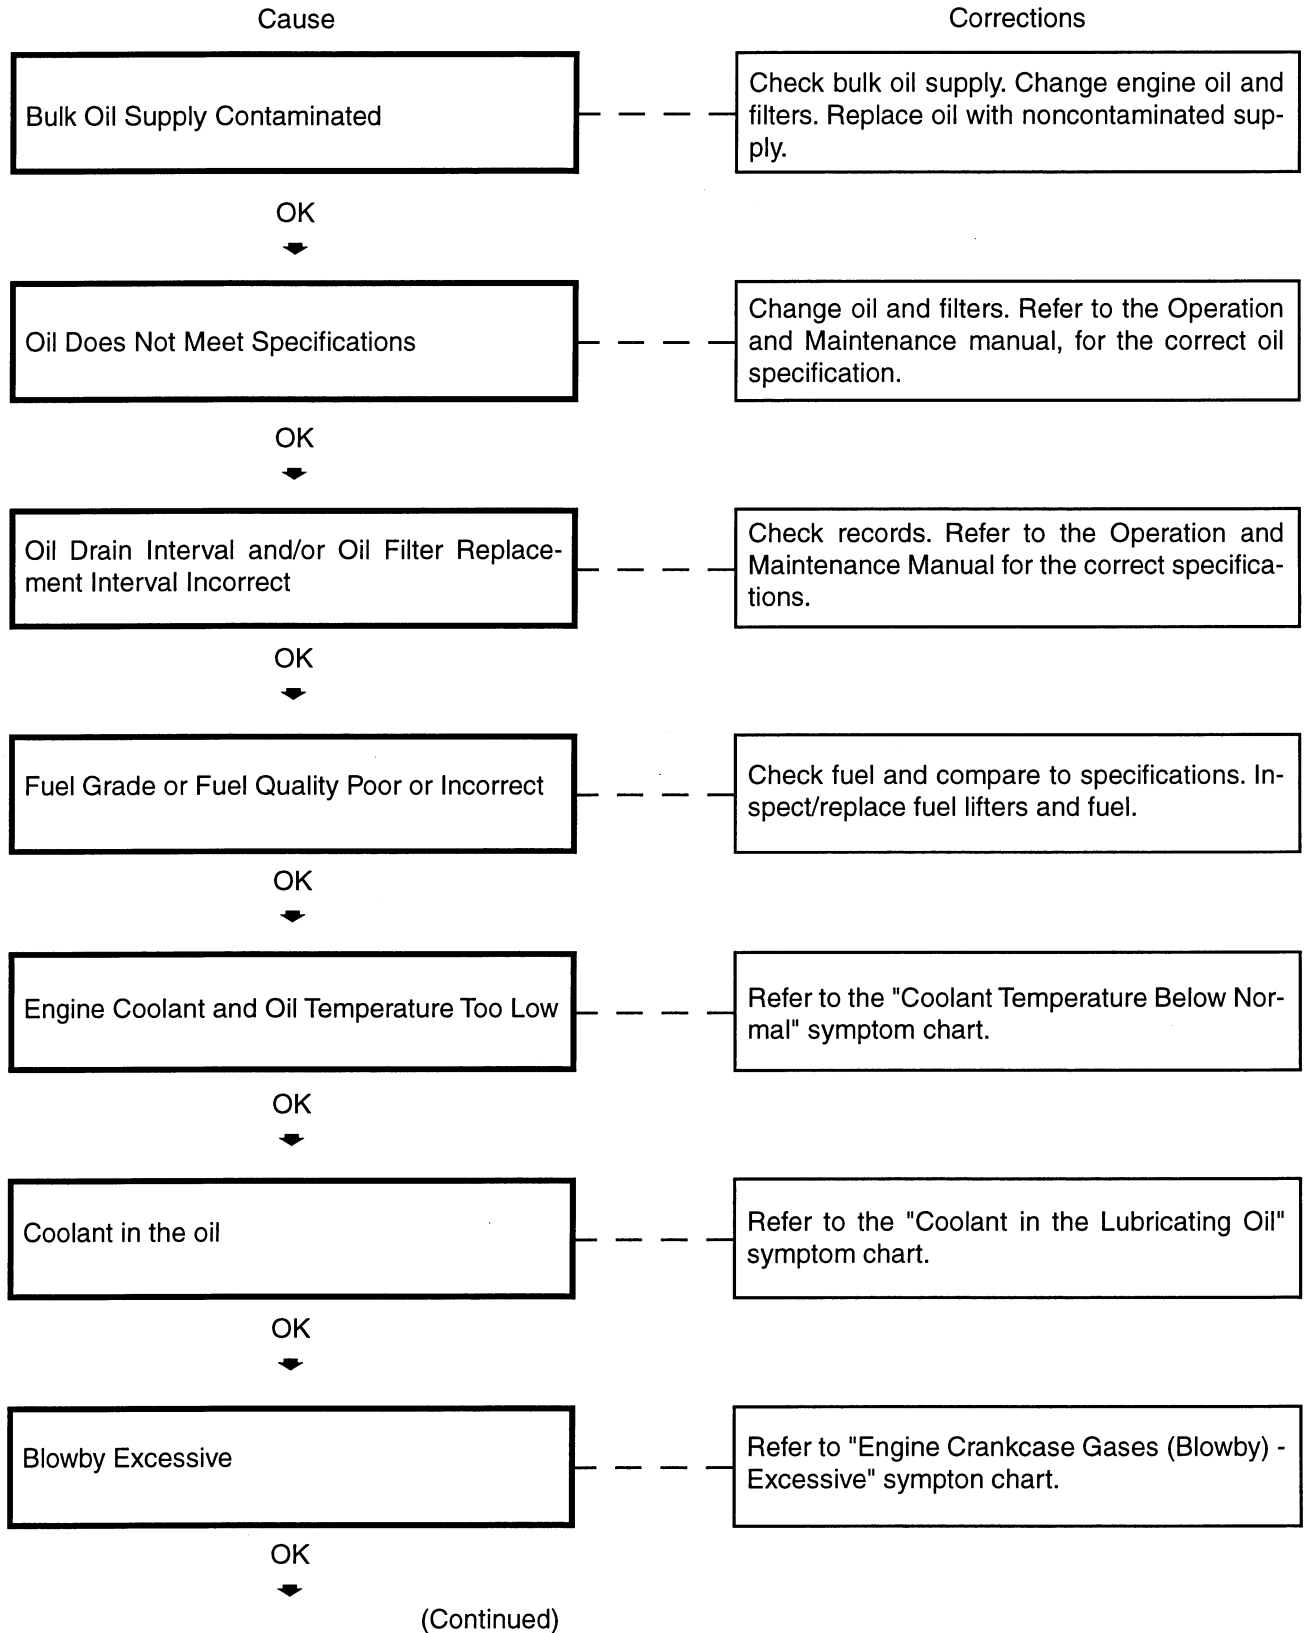 Cause
Corrections
Bulk Oil Supply Contaminated
Check bulk oil supply. Change engine oil and
filters. Replace oil with noncontaminated sup-
ply.
OK
Oil Does Not Meet Specifications
Change oil and filters. Refer to the Operation
and Maintenance manual, for the correct oil
specification.
OK
Oil Drain Interval and/or Oil Filter Replace-
ment Interval Incorrect
Check records. Refer to the Operation and
Maintenance Manual for the correct specifica-
tions.
OK
Fuel Grade or Fuel Quality Poor or Incorrect
Check fuel and compare to specifications. In-
spect/replace fuel lifters and fuel.
OK
Engine Coolant and Oil Temperature Too Low
Refer to the "Coolant Temperature Below Nor-
mal" symptom chart.
OK
Coolant in the oil
Refer to the "Coolant in the Lubricating Oil"
symptom chart.
OK
Blowby Excessive
Refer to "Engine Crankcase Gases (Blowby) -
Excessive" sympton chart.
OK
(Continued)